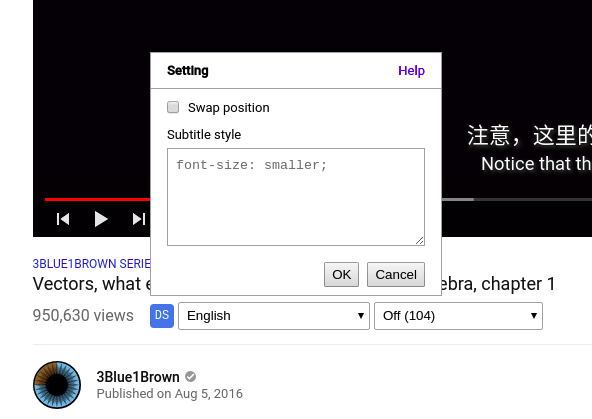 Setting
Help
Swap position
Subtitle style
font-size: smaller;
OK
Cancel
注意，这里的
Notice that th
3BLUE1BROWN SERIE
Vectors, what e
ebra, chapter 1
950,630 views
DS
English
Off (104)
3Blue1Brown
Published on Aug 5, 2016